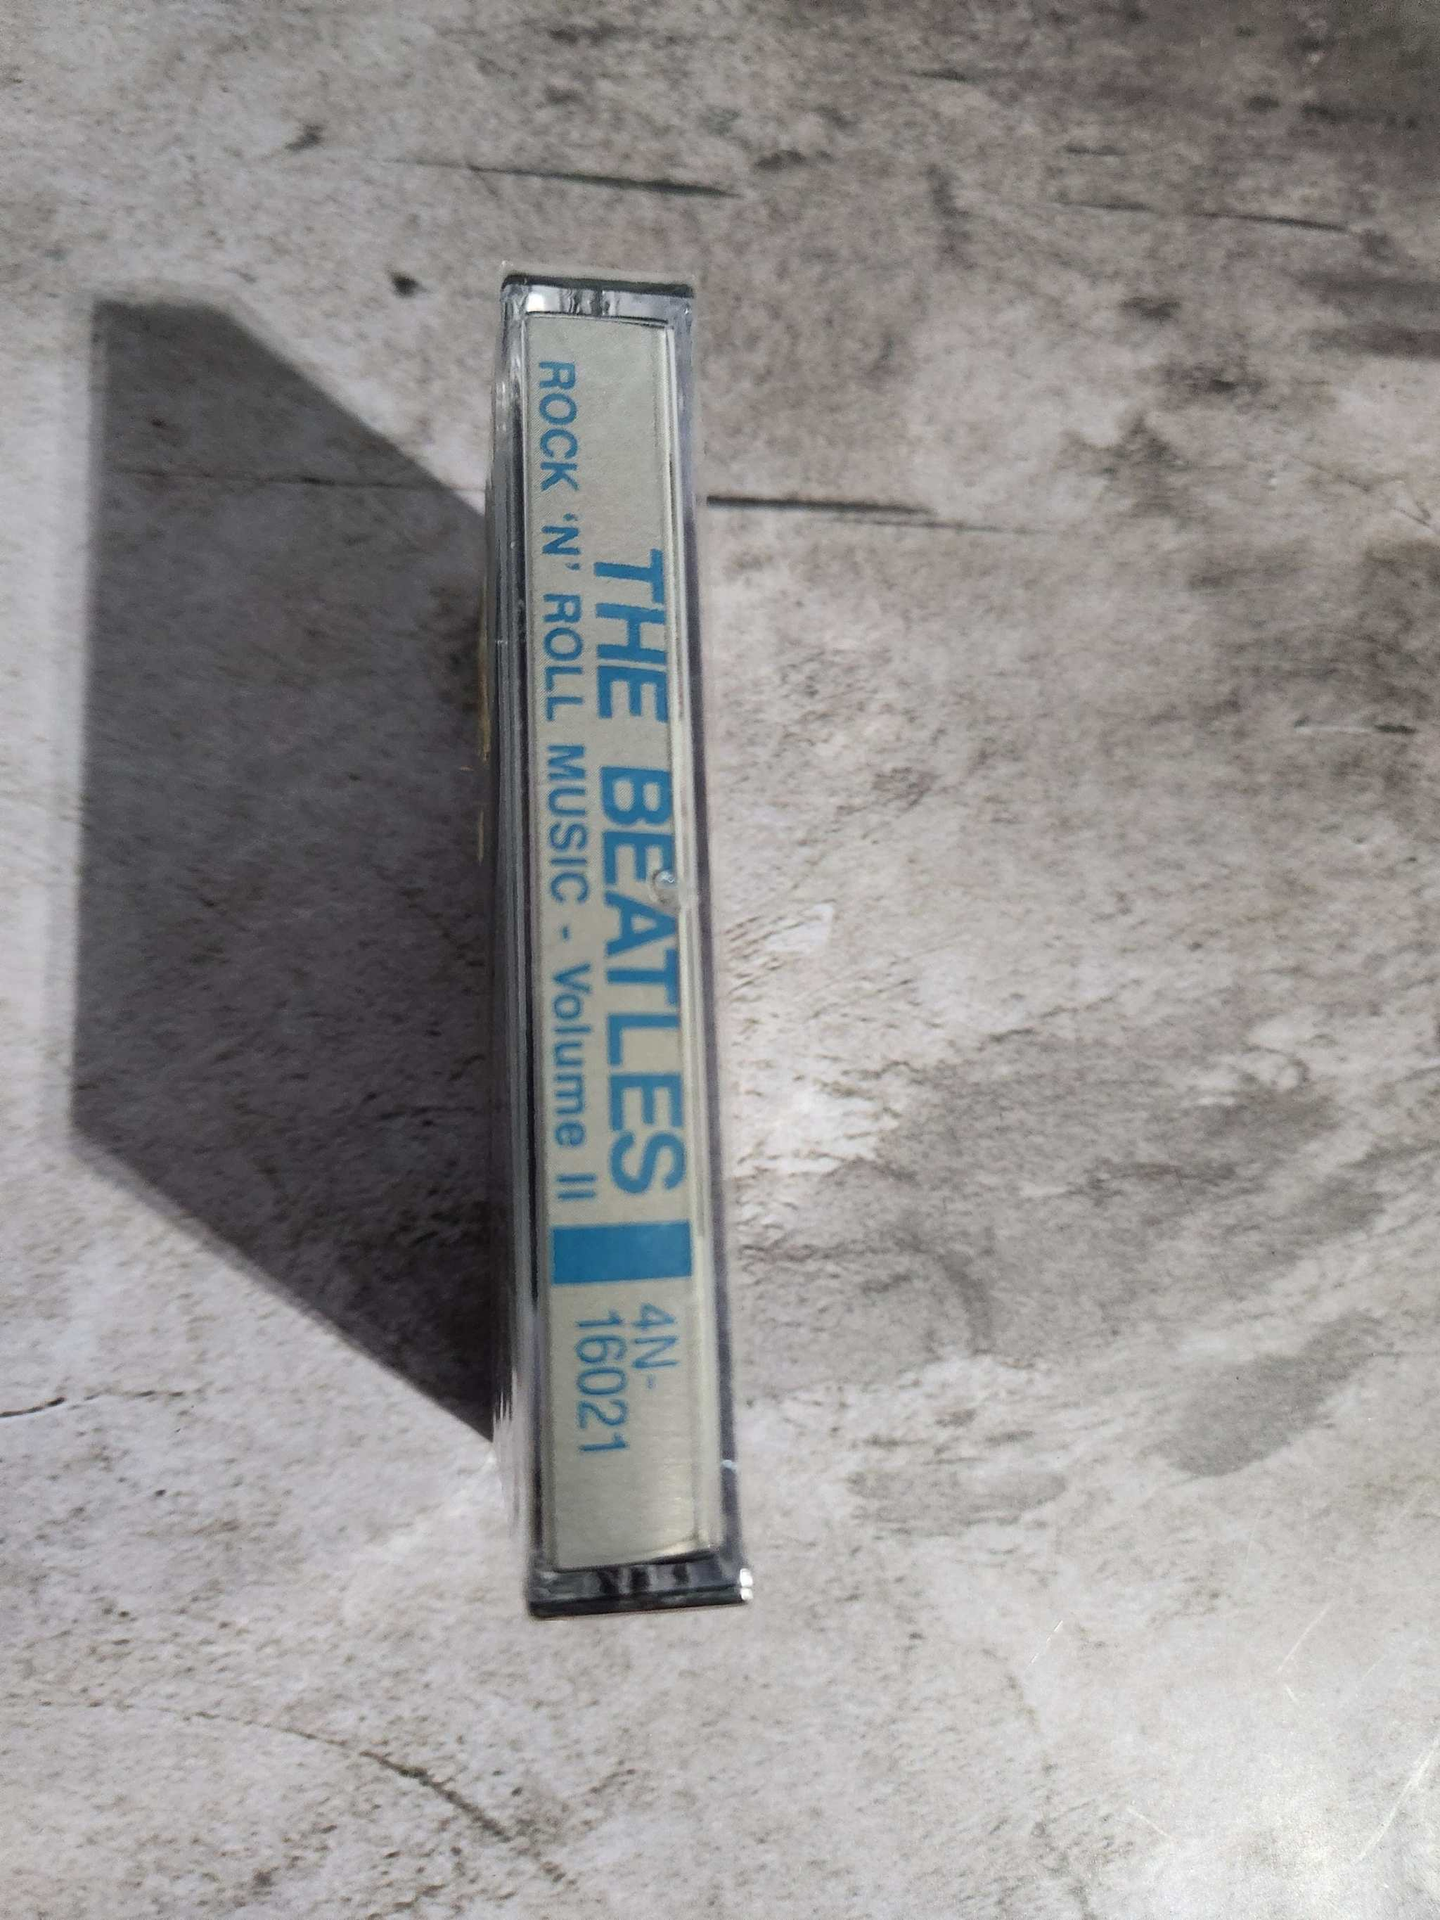 THE BEATLES
ROCK 'N' ROLL MUSIC - Volume II
4N-
16021